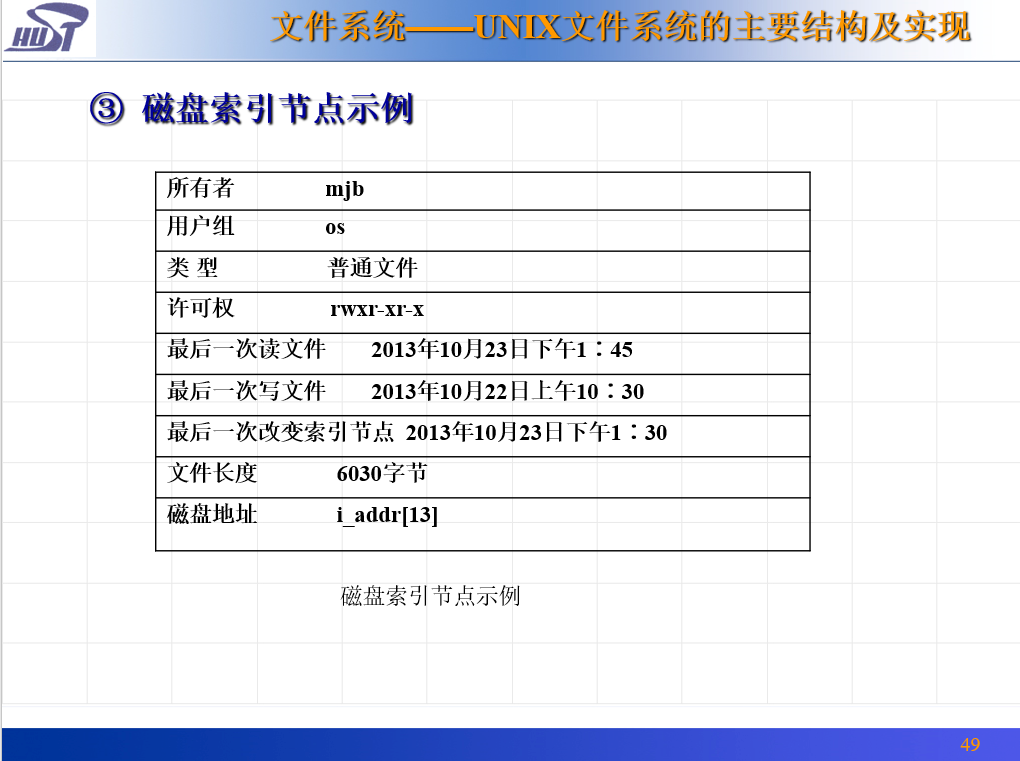 HUST
文件系统——UNIX文件系统的主要结构及实现
③ 磁盘索引节点示例
所有者 mjb
用户组 os
类 型 普通文件
许可权 rwxr-xr-x
最后一次读文件 2013年10月23日下午1：45
最后一次写文件 2013年10月22日上午10：30
最后一次改变索引节点 2013年10月23日下午1：30
文件长度 6030字节
磁盘地址 i_addr[13]
磁盘索引节点示例
49